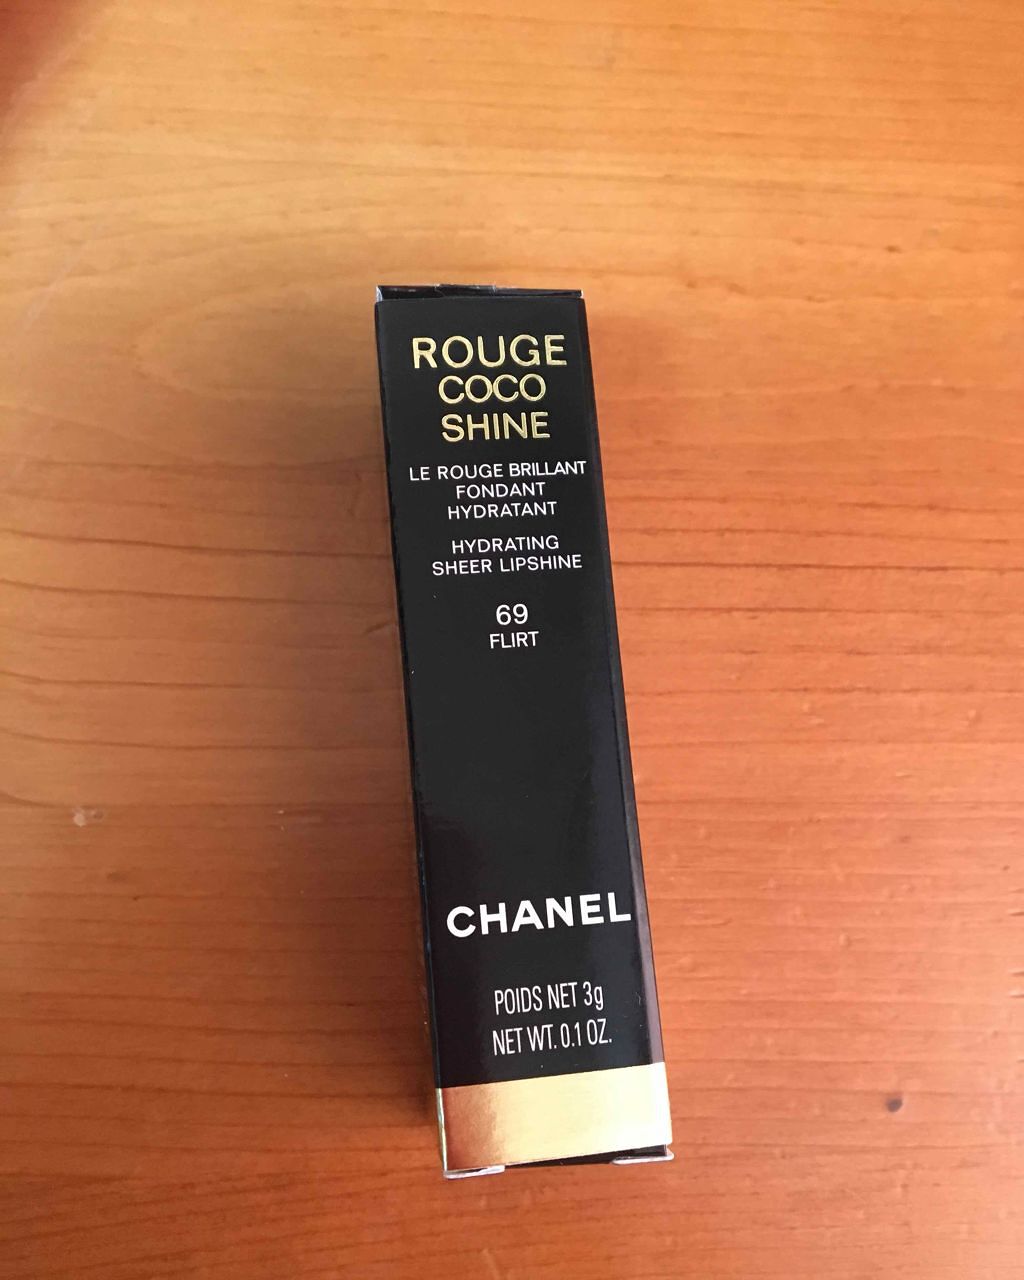 ROUGE
COCO
SHINE
LE ROUGE BRILLANT
FONDANT
HYDRATANT
HYDRATING
SHEER LIPSHINE
69
FLIRT
CHANEL
POIDS NET 3g
NET WT. 0.1 OZ.